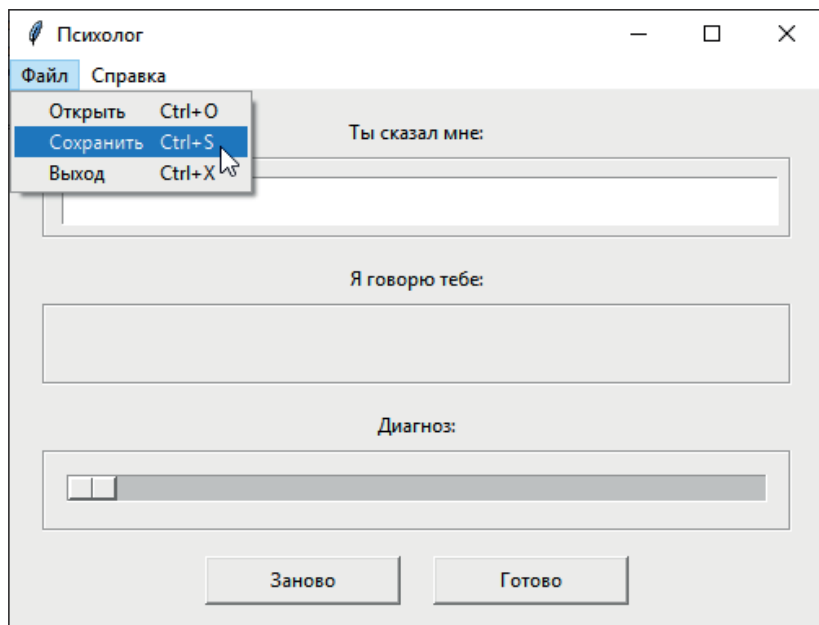 Психолог
Файл Справка
Открыть Ctrl+O
Сохранить Ctrl+S
Выход Ctrl+X
Ты сказал мне:
Я говорю тебе:
Диагноз:
Заново Готово